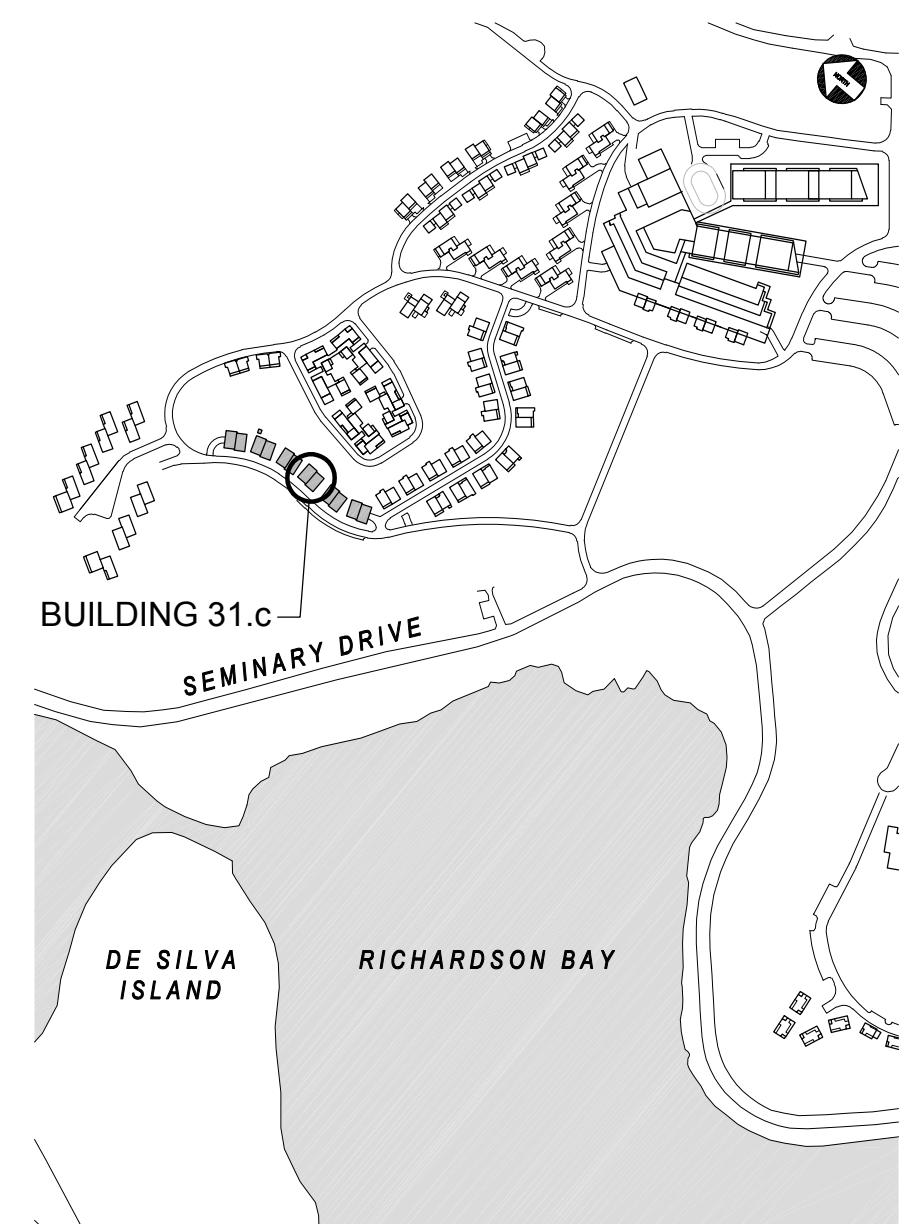 NORTH
BUILDING 31.c
SEMINARY DRIVE
DE SILVA
ISLAND
RICHARDSON BAY